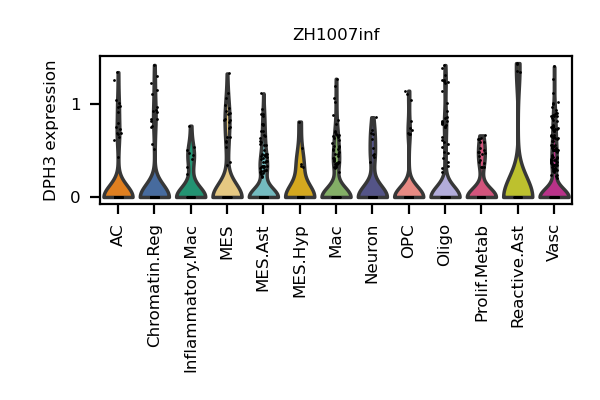 ZH1007inf
DPH3 expression
1
0
AC
Chromatin.Reg
Inflammatory.Mac
MES
MES.Ast
MES.Hyp
Mac
Neuron
OPC
Oligo
Prolif.Metab
Reactive.Ast
Vasc